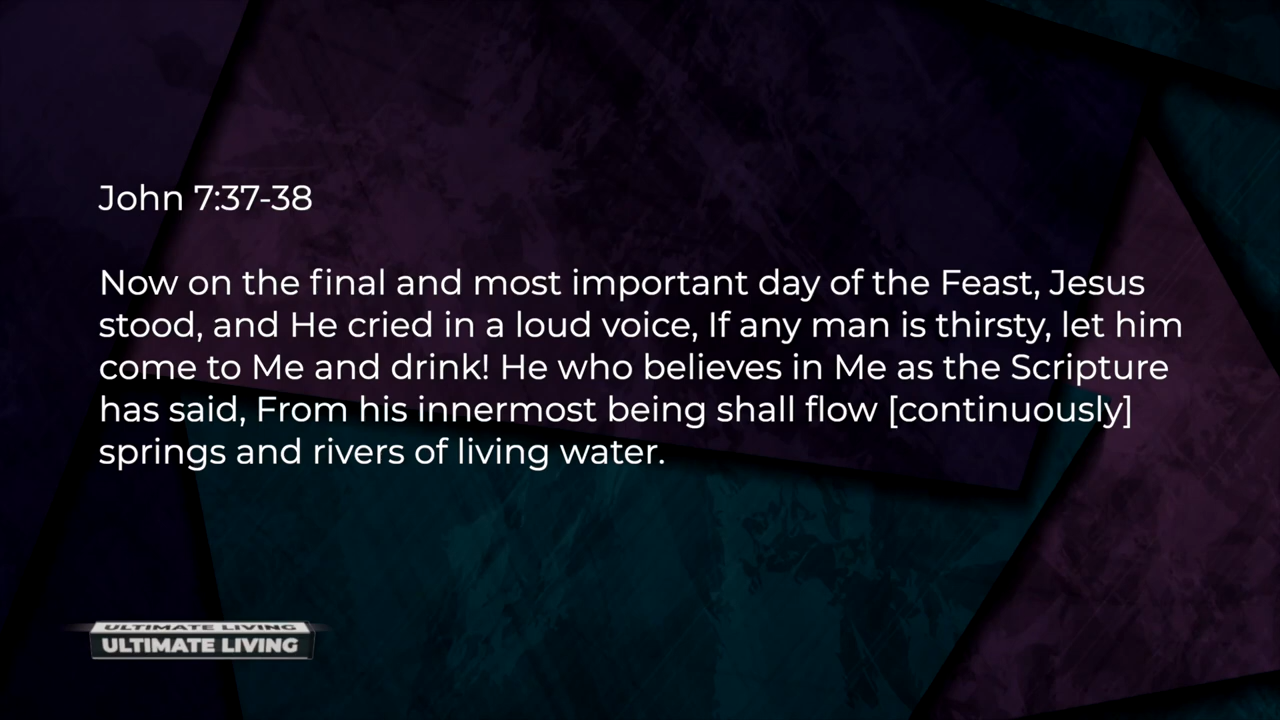 John 7:37-38
Now on the final and most important day of the Feast, Jesus
stood, and He cried in a loud voice, If any man is thirsty, let him
come to Me and drink! He who believes in Me as the Scripture
has said, From his innermost being shall flow [continuously]
springs and rivers of living water.
ULTIMATE LIVING
ULTIMATE LIVING